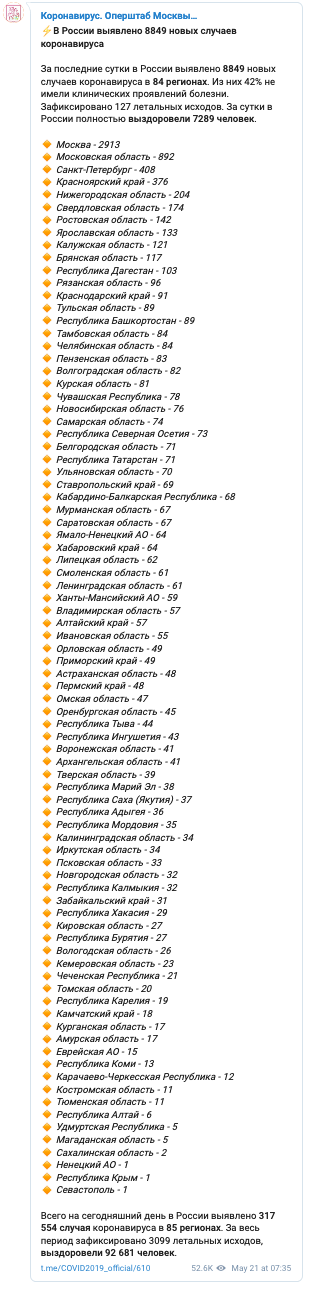 Коронавирус. Оперштаб Москвы...
⚡В России выявлено 8849 новых случаев
коронавируса
За последние сутки в России выявлено 8849 новых
случаев коронавируса в 84 регионах. Из них 42% не
имели клинических проявлений болезни.
Зафиксировано 127 летальных исходов. За сутки в
России полностью выздоровели 7289 человек.
🔸 Москва - 2913
🔸 Московская область - 892
🔸 Санкт-Петербург - 408
🔸 Красноярский край - 376
🔸 Нижегородская область - 204
🔸 Свердловская область - 174
🔸 Ростовская область - 142
🔸 Ярославская область - 133
🔸 Калужская область - 121
🔸 Брянская область - 117
🔸 Республика Дагестан - 103
🔸 Рязанская область - 96
🔸 Краснодарский край - 91
🔸 Тульская область - 89
🔸 Республика Башкортостан - 89
🔸 Тамбовская область - 84
🔸 Челябинская область - 84
🔸 Пензенская область - 83
🔸 Волгоградская область - 82
🔸 Курская область - 81
🔸 Чувашская Республика - 78
🔸 Новосибирская область - 76
🔸 Самарская область - 74
🔸 Республика Северная Осетия - 73
🔸 Белгородская область - 71
🔸 Республика Татарстан - 71
🔸 Ульяновская область - 70
🔸 Ставропольский край - 69
🔸 Кабардино-Балкарская Республика - 68
🔸 Мурманская область - 67
🔸 Саратовская область - 67
🔸 Ямало-Ненецкий АО - 64
🔸 Хабаровский край - 64
🔸 Липецкая область - 62
🔸 Смоленская область - 61
🔸 Ленинградская область - 61
🔸 Ханты-Мансийский АО - 59
🔸 Владимирская область - 57
🔸 Алтайский край - 57
🔸 Ивановская область - 55
🔸 Орловская область - 49
🔸 Приморский край - 49
🔸 Астраханская область - 48
🔸 Пермский край - 48
🔸 Омская область - 47
🔸 Оренбургская область - 45
🔸 Республика Тыва - 44
🔸 Республика Ингушетия - 43
🔸 Воронежская область - 41
🔸 Архангельская область - 41
🔸 Тверская область - 39
🔸 Республика Марий Эл - 38
🔸 Республика Саха (Якутия) - 37
🔸 Республика Адыгея - 36
🔸 Республика Мордовия - 35
🔸 Калининградская область - 34
🔸 Иркутская область - 34
🔸 Псковская область - 33
🔸 Новгородская область - 32
🔸 Республика Калмыкия - 32
🔸 Забайкальский край - 31
🔸 Республика Хакасия - 29
🔸 Кировская область - 27
🔸 Республика Бурятия - 27
🔸 Вологодская область - 26
🔸 Кемеровская область - 23
🔸 Чеченская Республика - 21
🔸 Томская область - 20
🔸 Республика Карелия - 19
🔸 Камчатский край - 18
🔸 Курганская область - 17
🔸 Амурская область - 17
🔸 Еврейская АО - 15
🔸 Республика Коми - 13
🔸 Карачаево-Черкесская Республика - 12
🔸 Костромская область - 11
🔸 Тюменская область - 11
🔸 Республика Алтай - 6
🔸 Удмуртская Республика - 5
🔸 Магаданская область - 5
🔸 Сахалинская область - 2
🔸 Ненецкий АО - 1
🔸 Республика Крым - 1
🔸 Севастополь - 1
Всего на сегодняшний день в России выявлено 317
554 случая коронавируса в 85 регионах. За весь
период зафиксировано 3099 летальных исходов,
выздоровели 92 681 человек.
t.me/COVID2019_official/610 52.6K May 21 at 07:35